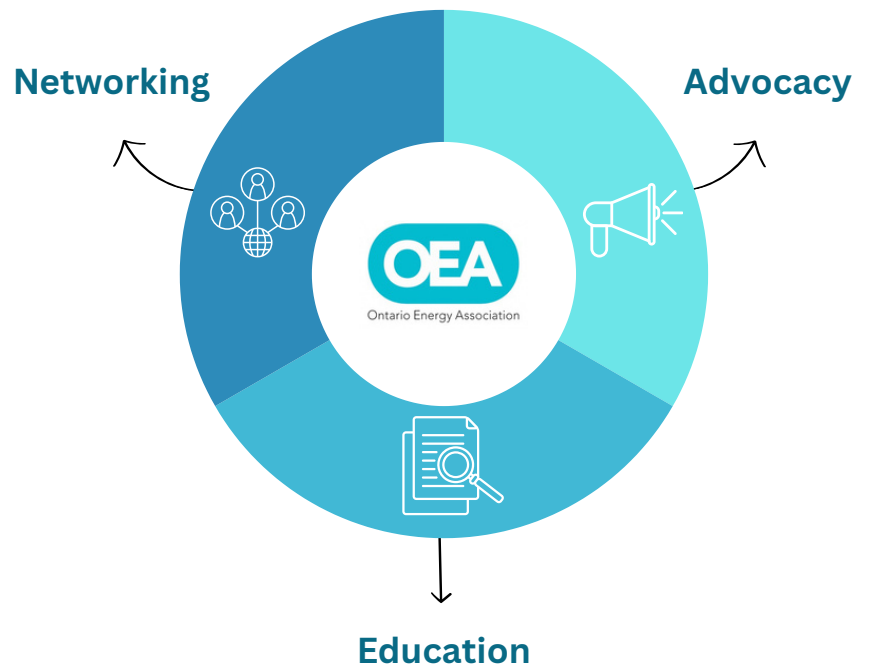 Networking
Advocacy
OEA
Ontario Energy Association
Education